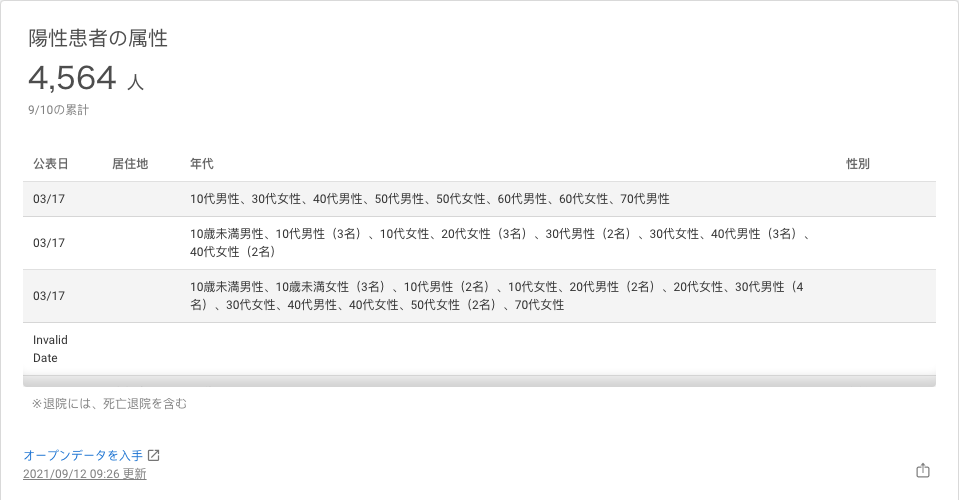 陽性患者の属性
4,564 人
9/10の累計
公表日 居住地 年代 性別
03/17 10代男性、30代女性、40代男性、50代男性、50代女性、60代男性、60代女性、70代男性
03/17 10歳未満男性、10代男性（3名）、10代女性、20代女性（3名）、30代男性（2名）、30代女性、40代男性（3名）、
40代女性（2名）
03/17 10歳未満男性、10歳未満女性（3名）、10代男性（2名）、10代女性、20代男性（2名）、20代女性、30代男性（4
名）、30代女性、40代男性、40代女性、50代女性（2名）、70代女性
Invalid
Date
※退院には、死亡退院を含む
オープンデータを入手
2021/09/12 09:26 更新